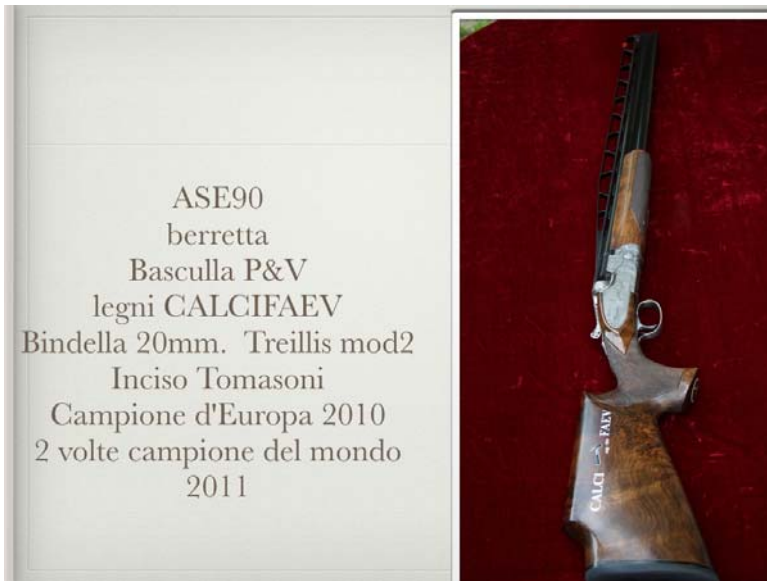 ASE90
berretta
Basculla P&V
legni CALCIFAEV
Bindella 20mm.  Treillis mod2
Inciso Tomasoni
Campione d'Europa 2010
2 volte campione del mondo
2011
CALCI FAEV